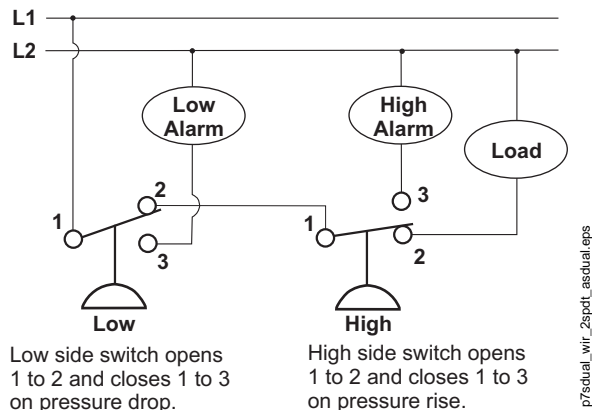 L1
L2
Low
Alarm
High
Alarm
Load
1
2
3
1
3
2
Low
High
Low side switch opens
1 to 2 and closes 1 to 3
on pressure drop.
High side switch opens
1 to 2 and closes 1 to 3
on pressure rise.
p7sdual_wir_2spdt_asdual.eps